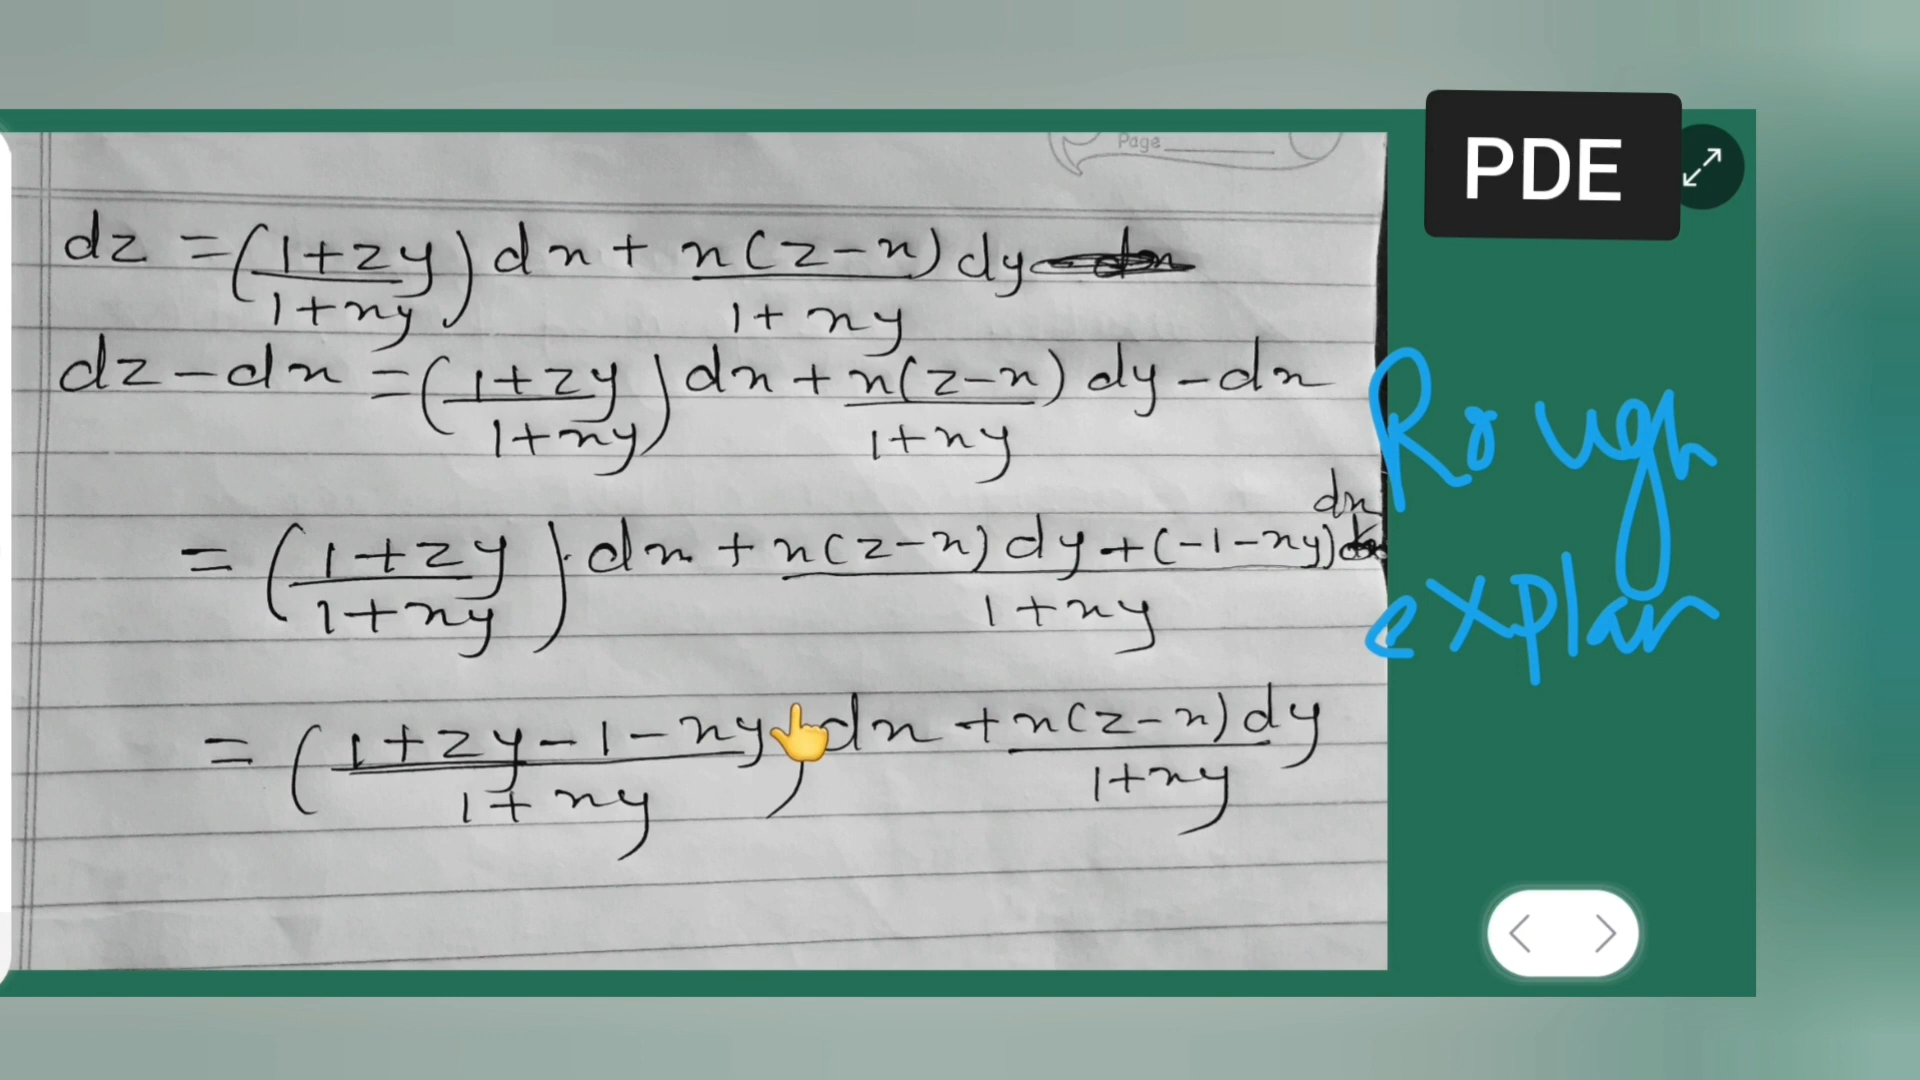 Page
PDE
dz = (1+zy / 1+xy) dx + x(z-x) / 1+xy dy
dz - dx = (1+zy / 1+xy) dx + x(z-x) / 1+xy dy - dx
= (1+zy / 1+xy) . dx + x(z-x) dy + (-1-xy) dx / 1+xy
= (1+zy-1-xy / 1+xy) dx + x(z-x) dy / 1+xy
Rough
explan